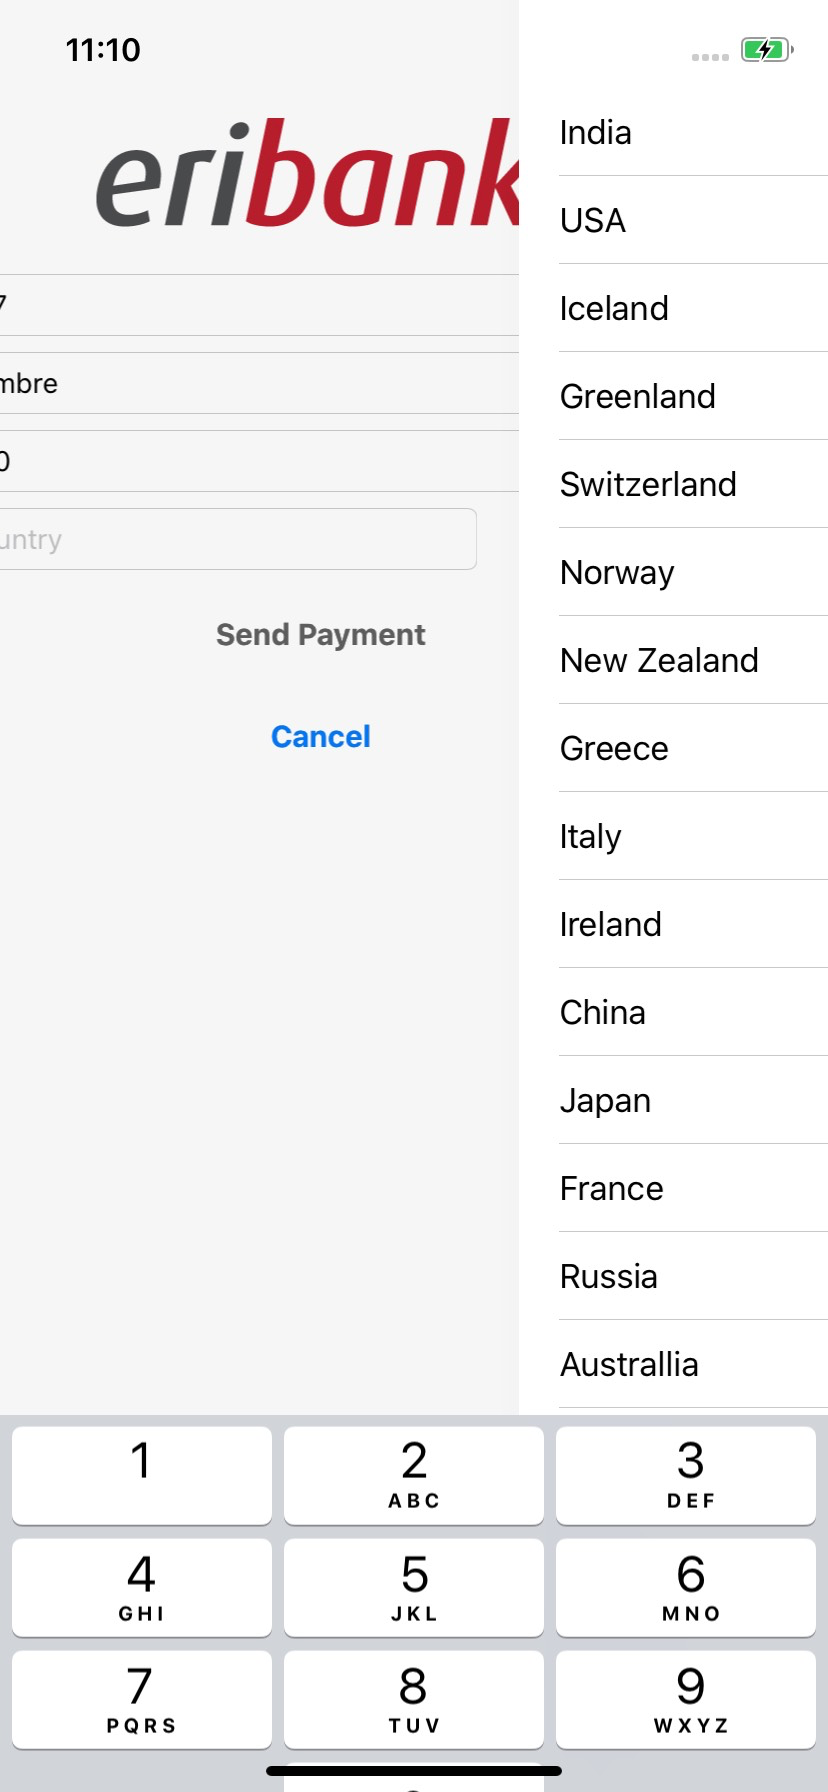 11:10
eribank
7
mbre
0
untry
Send Payment
Cancel
India
USA
Iceland
Greenland
Switzerland
Norway
New Zealand
Greece
Italy
Ireland
China
Japan
France
Russia
Australlia
1 2 3
ABC DEF
4 5 6
GHI JKL MNO
7 8 9
PQRS TUV WXYZ